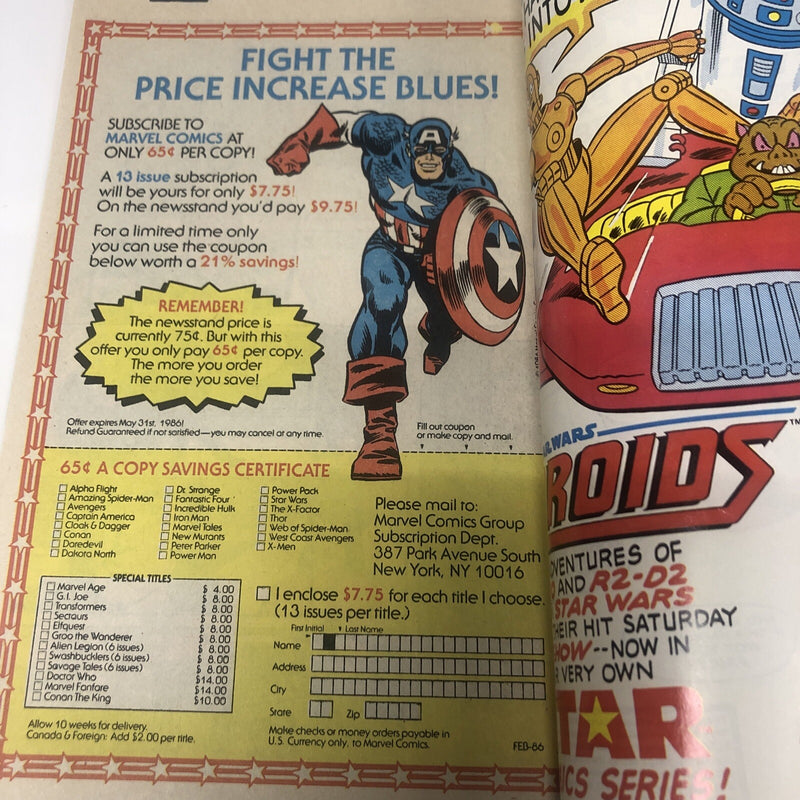 FIGHT THE
PRICE INCREASE BLUES!
SUBSCRIBE TO
MARVEL COMICS AT
ONLY 65¢ PER COPY!
A 13 issue subscription
will be yours for only $7.75!
On the newsstand you'd pay $9.75!
For a limited time only
you can use the coupon
below worth a 21% savings!
REMEMBER!
The newsstand price is
currently 75¢. But with this
offer you only pay 65¢ per copy.
The more you order
the more you save!
Offer expires May 31st, 1986!
Refund Guaranteed if not satisfied—you may cancel at any time.
Fill out coupon
or make copy and mail.
65¢ A COPY SAVINGS CERTIFICATE
Alpha Flight
Amazing Spider-Man
Avengers
Captain America
Cloak & Dagger
Conan
Daredevil
Dakota North
Dr. Strange
Fantastic Four
Incredible Hulk
Iron Man
Marvel Tales
New Mutants
Peter Parker
Power Man
Power Pack
Star Wars
The X-Factor
Thor
Web of Spider-Man
West Coast Avengers
X-Men
Please mail to:
Marvel Comics Group
Subscription Dept.
387 Park Avenue South
New York, NY 10016
SPECIAL TITLES
Marvel Age $ 4.00
G.I. Joe $ 8.00
Transformers $ 8.00
Sectaurs $ 8.00
Elfquest $ 8.00
Groo the Wanderer $ 8.00
Alien Legion (6 issues) $ 8.00
Swashbucklers (6 issues) $ 8.00
Savage Tales (6 issues) $ 8.00
Doctor Who $14.00
Marvel Fanfare $14.00
Conan The King $10.00
I enclose $7.75 for each title I choose.
(13 issues per title.)
First Initial Last Name
Name
Address
City
State Zip
Allow 10 weeks for delivery.
Canada & Foreign: Add $2.00 per title.
Make checks or money orders payable in
U.S. Currency only, to Marvel Comics.
FEB-86
INTO
WARS
ROIDS™
VENTURES OF
AND R2-D2
STAR WARS
HEIR HIT SATURDAY
OW--NOW IN
VERY OWN
TAR
ICS SERIES!